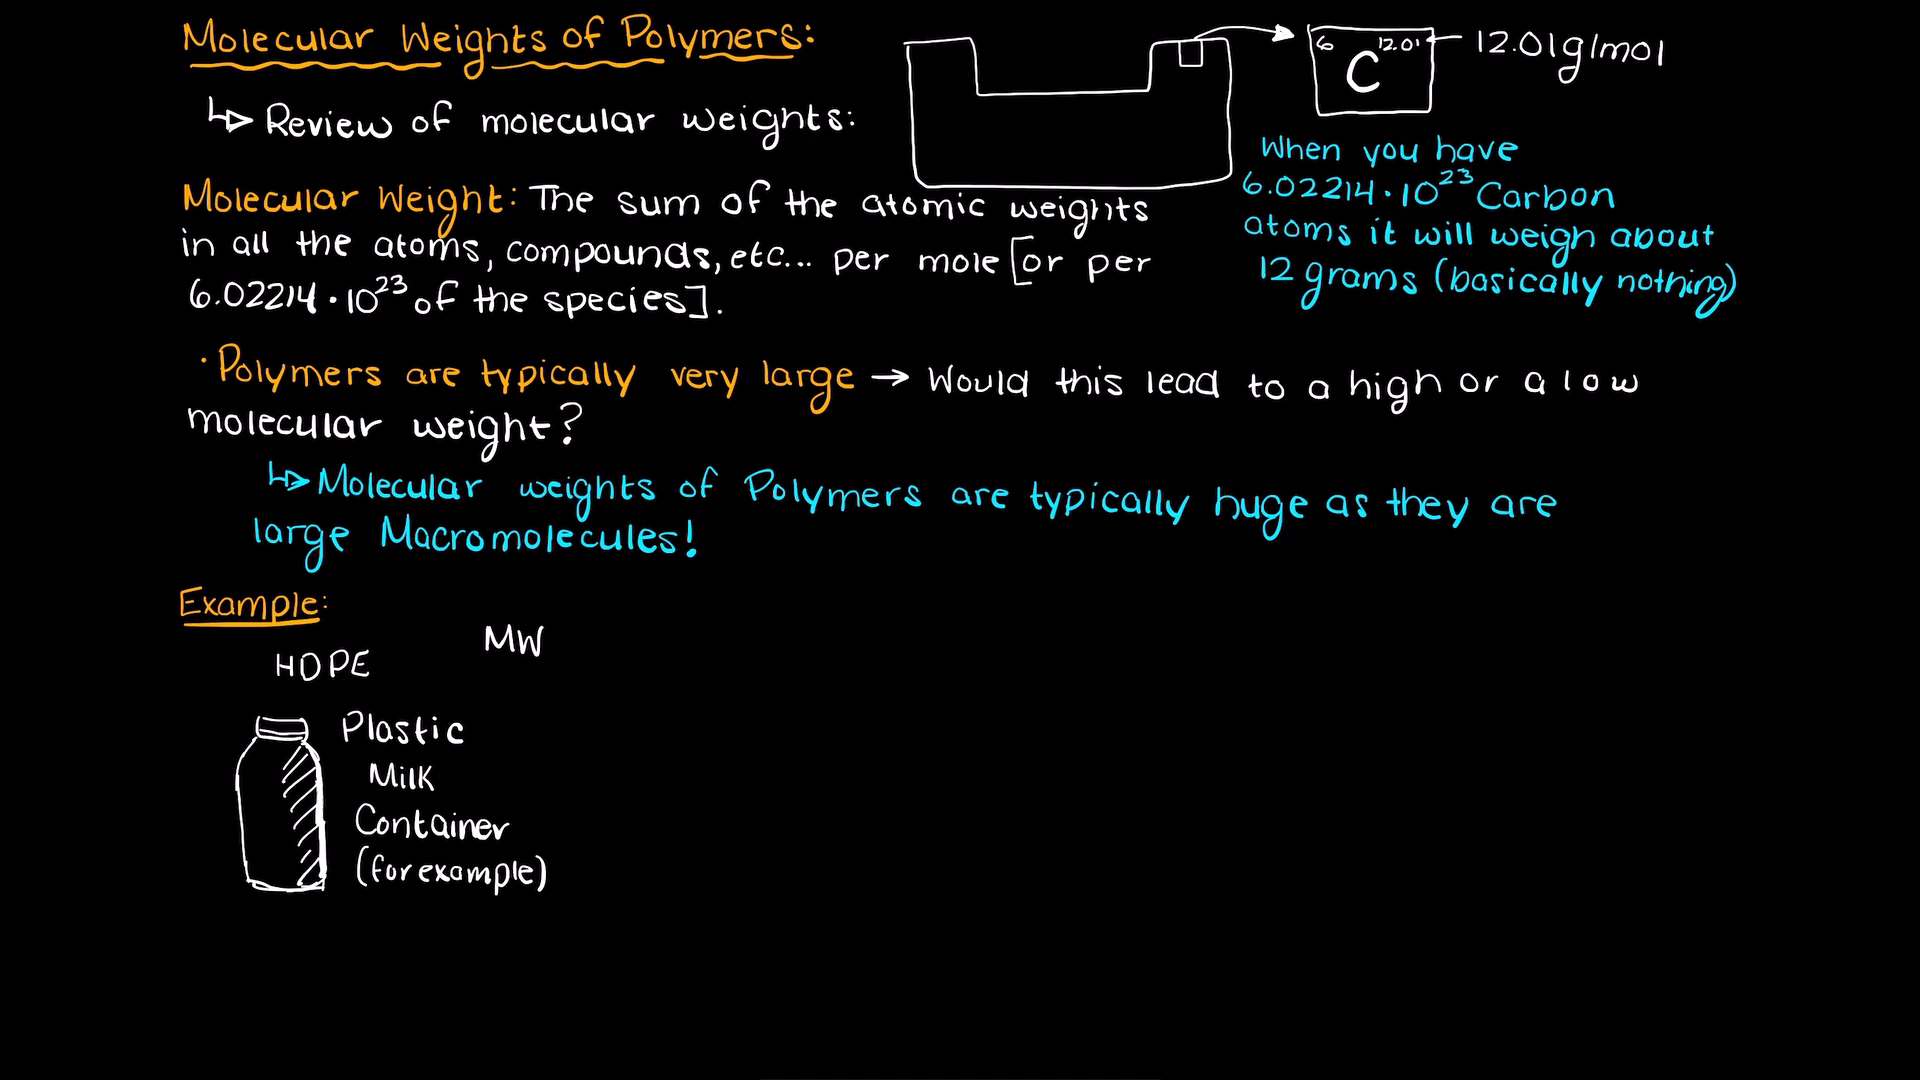 Molecular Weights of Polymers:
↳ Review of molecular weights:
6 C 12.01 ← 12.01g/mol
When you have
6.02214·10²³ Carbon
atoms it will weigh about
12 grams (basically nothing)
Molecular Weight: The sum of the atomic weights
in all the atoms, compounds, etc... per mole [or per
6.02214·10²³ of the species].
· Polymers are typically very large → Would this lead to a high or a low
molecular weight?
↳ Molecular weights of Polymers are typically huge as they are
large Macromolecules!
Example:
HDPE
MW
Plastic
Milk
Container
(for example)